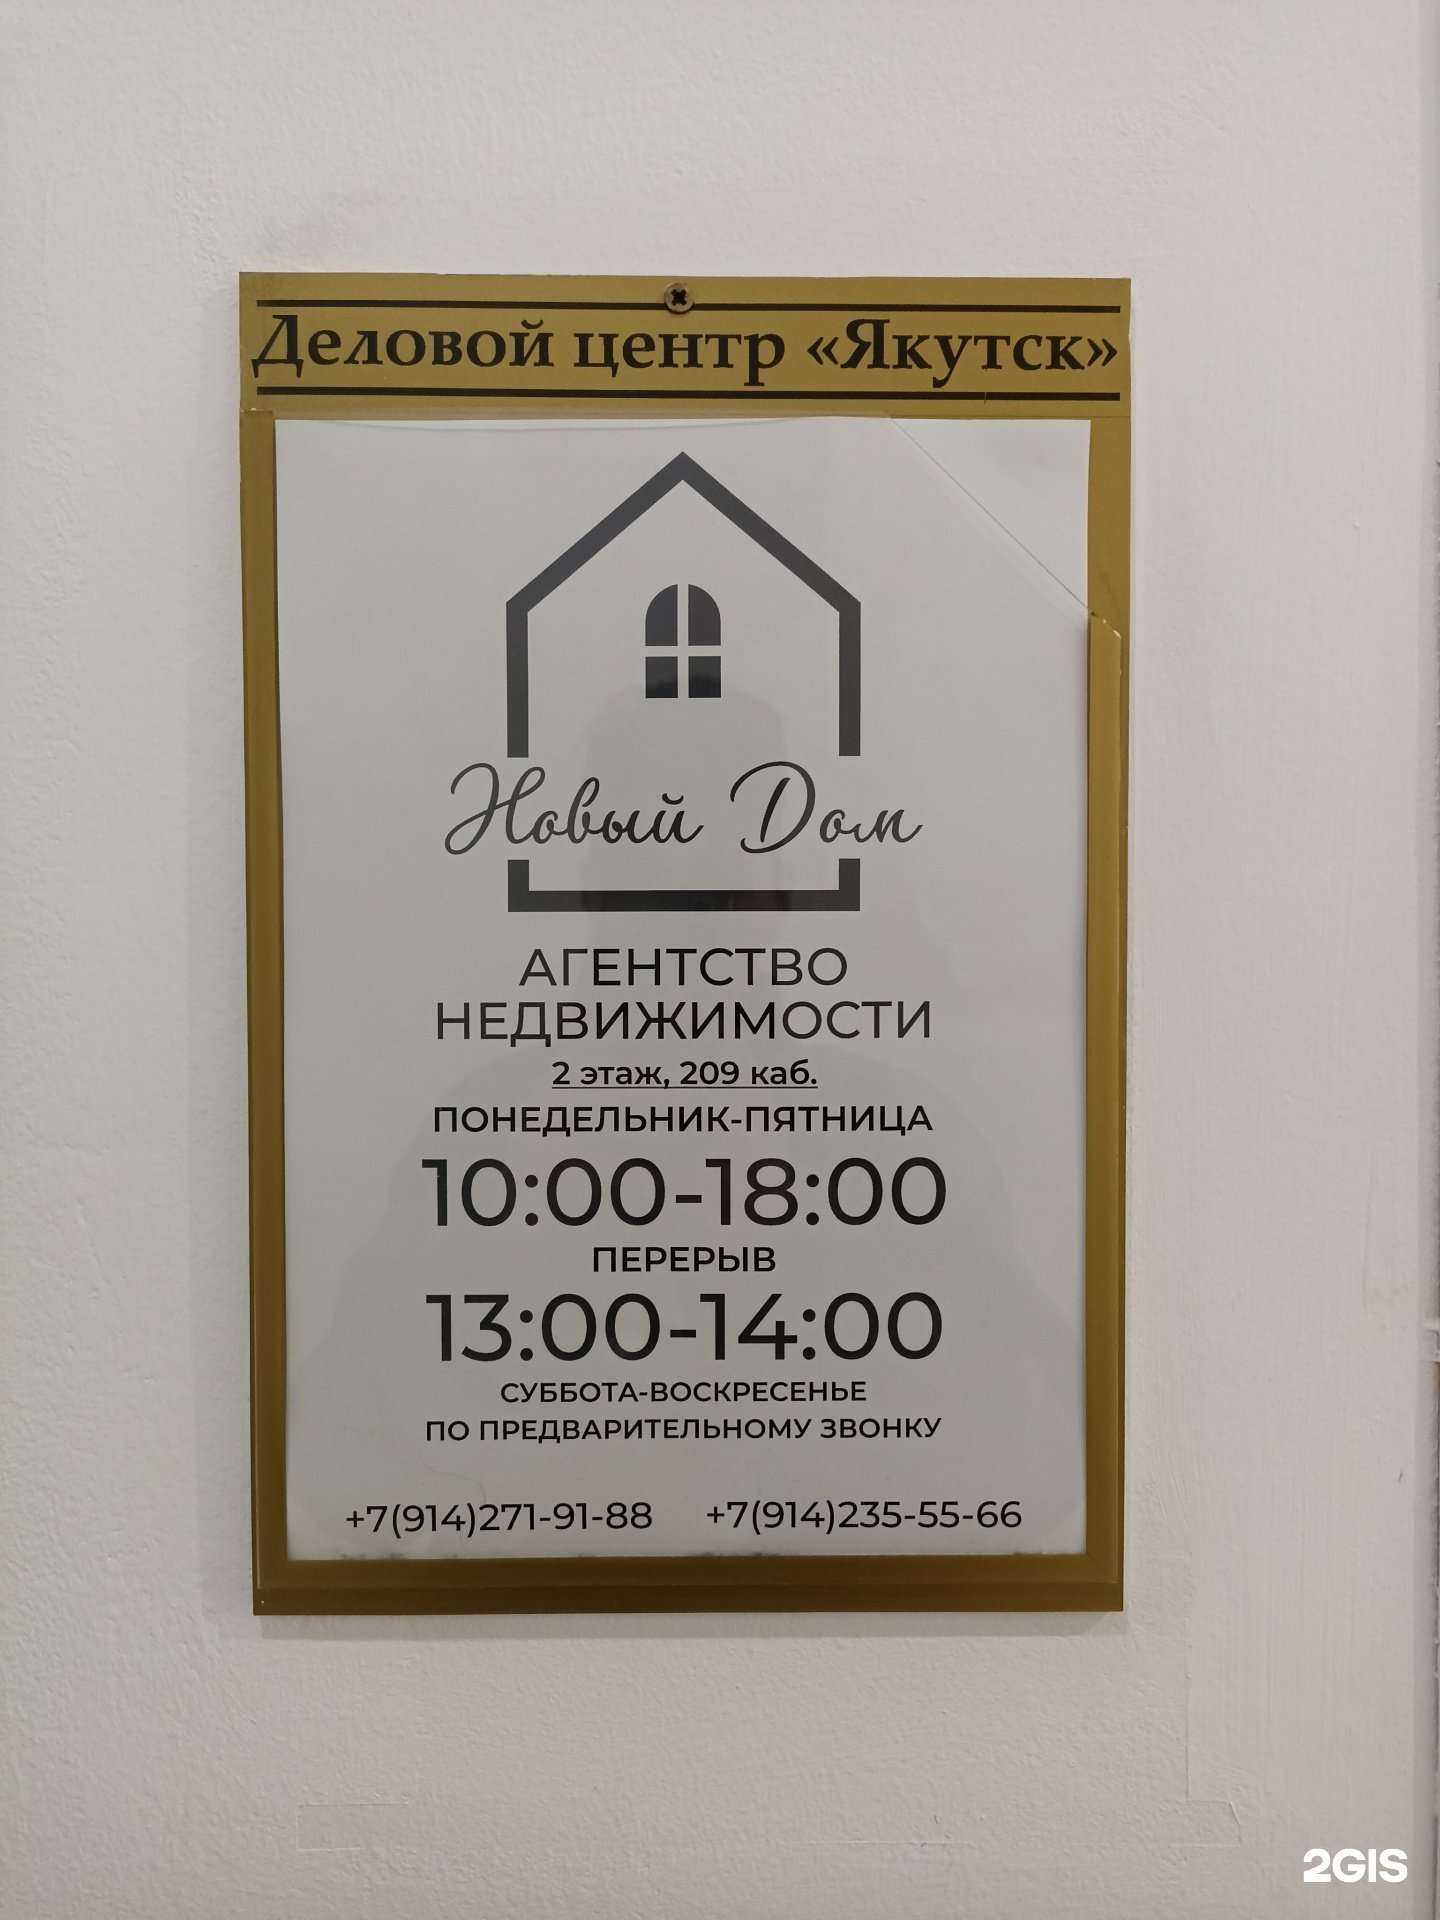 Деловой центр «Якутск»
Новый Дом
АГЕНТСТВО
НЕДВИЖИМОСТИ
2 этаж, 209 каб.
ПОНЕДЕЛЬНИК-ПЯТНИЦА
10:00-18:00
ПЕРЕРЫВ
13:00-14:00
СУББОТА-ВОСКРЕСЕНЬЕ
ПО ПРЕДВАРИТЕЛЬНОМУ ЗВОНКУ
+7(914)271-91-88 +7(914)235-55-66
2GIS